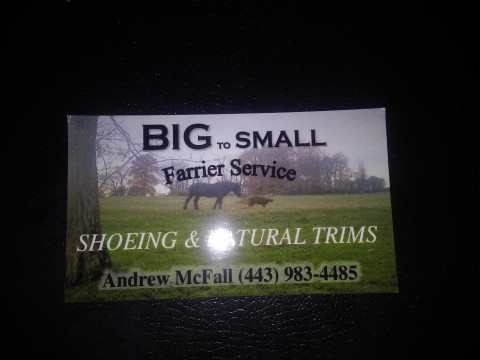 BIG TO SMALL
Farrier Service
SHOEING & NATURAL TRIMS
Andrew McFall (443) 983-4485